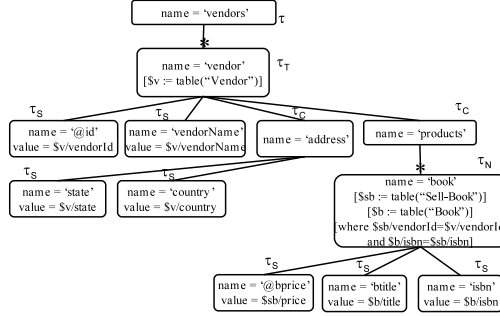 name = ‘vendors’
τ
*
name = ‘vendor’
[$v := table(“Vendor”)]
τT
τS
name = ‘@id’
value = $v/vendorId
τS
name = ‘vendorName’
value = $v/vendorName
τC
name = ‘address’
τC
name = ‘products’
τS
name = ‘state’
value = $v/state
τS
name = ‘country’
value = $v/country
*
τN
name = ‘book’
[$sb := table(“Sell-Book”)]
[$b := table(“Book”)]
[where $sb/vendorId=$v/vendorId
and $b/isbn=$sb/isbn]
τS
name = ‘@bprice’
value = $sb/price
τS
name = ‘btitle’
value = $b/title
τS
name = ‘isbn’
value = $b/isbn